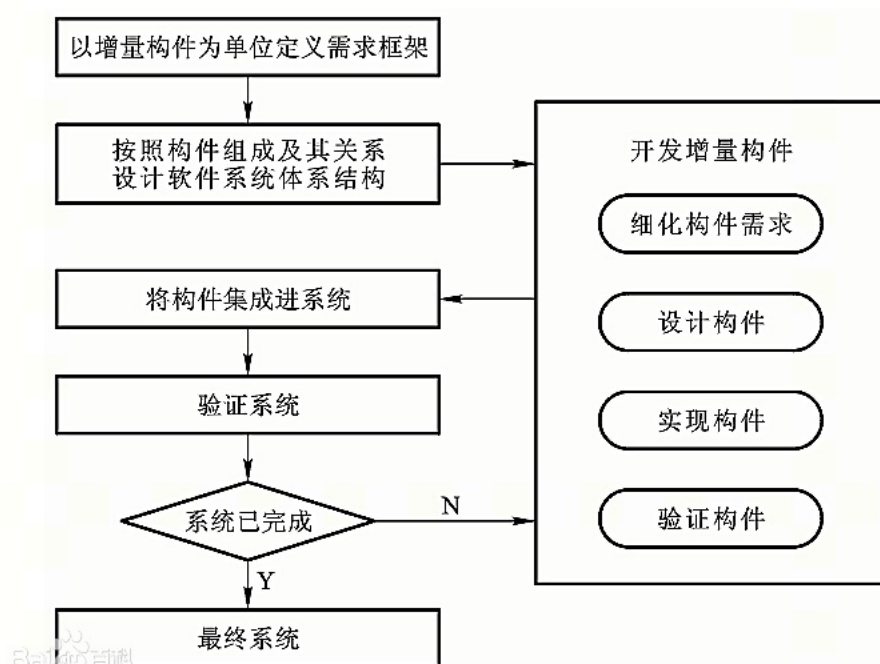 以增量构件为单位定义需求框架
按照构件组成及其关系
设计软件系统体系结构
开发增量构件
细化构件需求
将构件集成进系统
设计构件
验证系统
实现构件
系统已完成
N
验证构件
Y
最终系统
Bai
百科